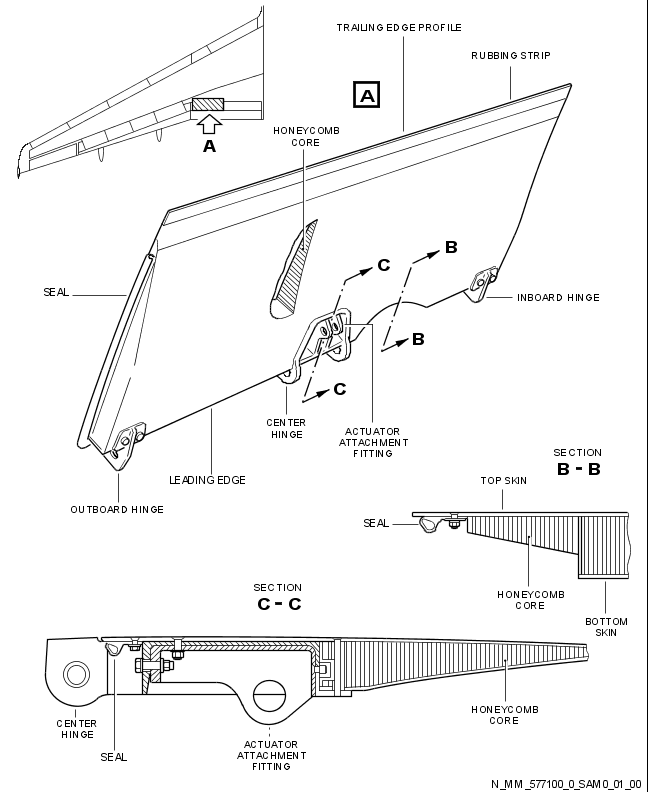 TRAILING EDGE PROFILE
RUBBING STRIP
A
HONEYCOMB
CORE
A
B
C
SEAL
INBOARD HINGE
B
C
CENTER
HINGE
ACTUATOR
ATTACHMENT
FITTING
LEADING EDGE
OUTBOARD HINGE
SECTION
B - B
TOP SKIN
SEAL
HONEYCOMB
CORE
BOTTOM
SKIN
SECTION
C - C
CENTER
HINGE
SEAL
ACTUATOR
ATTACHMENT
FITTING
HONEYCOMB
CORE
N_MM_577100_0_SAM0_01_00